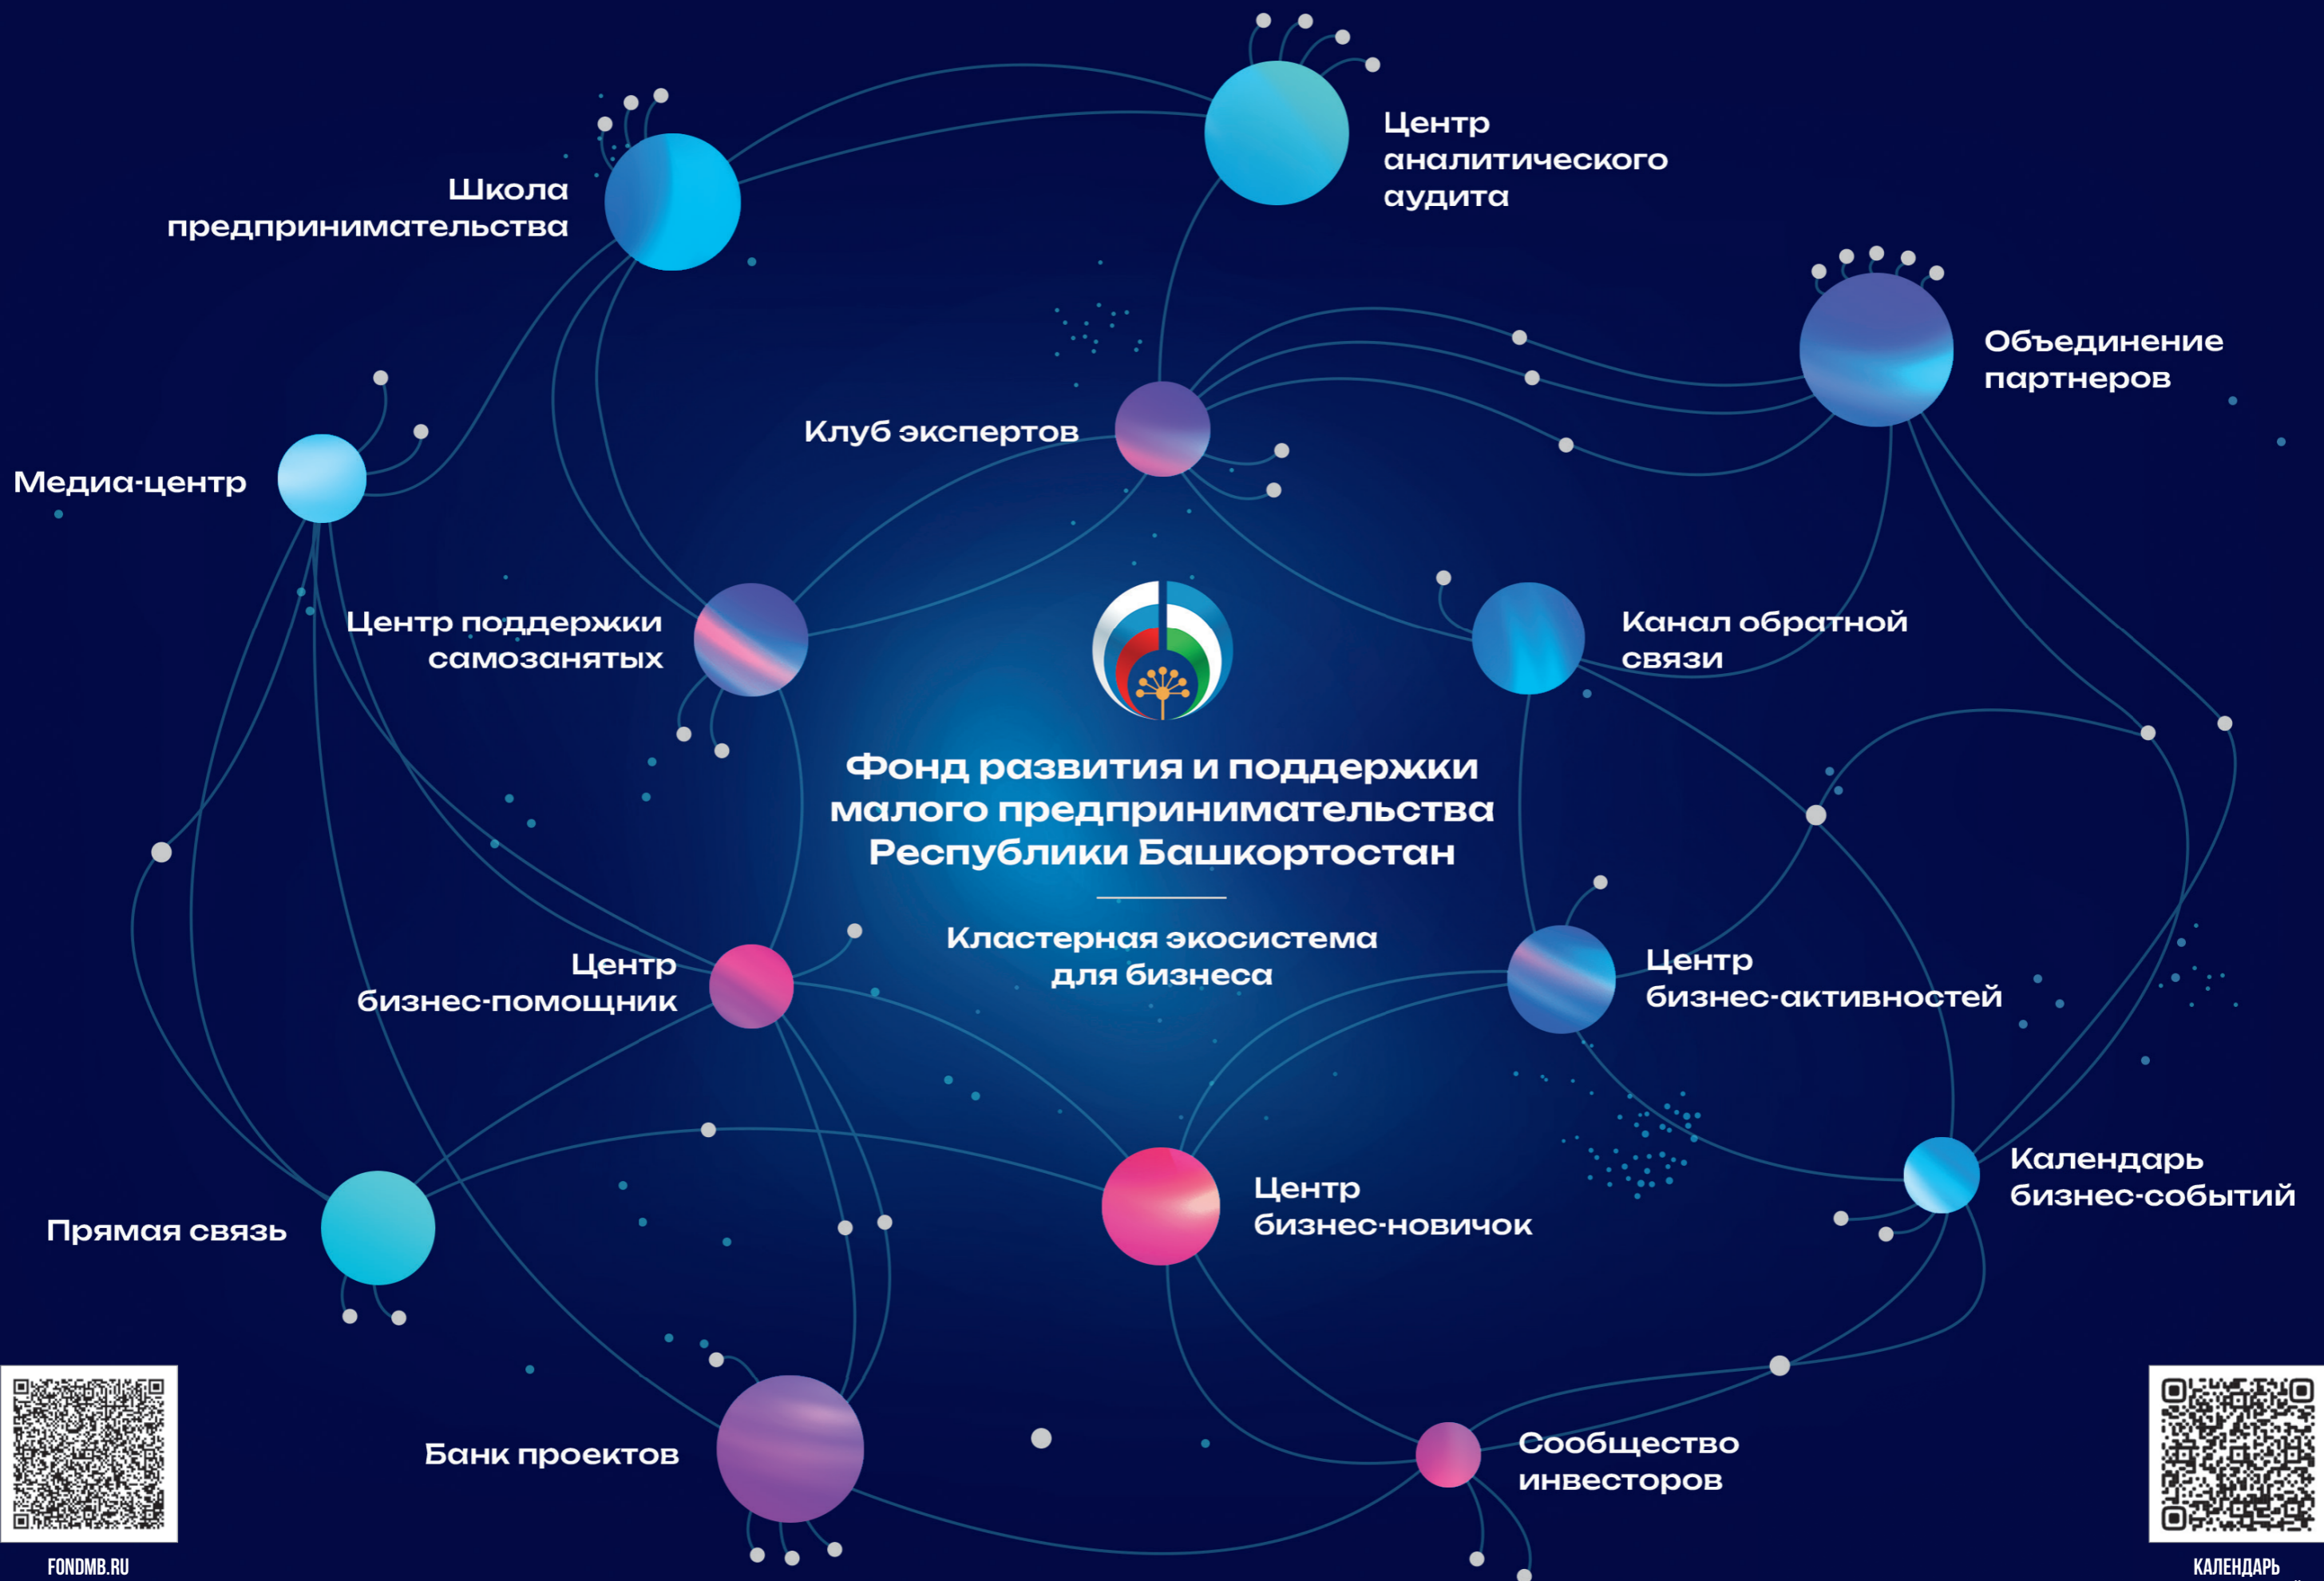 Центр
аналитического
аудита
Школа
предпринимательства
Объединение
партнеров
Клуб экспертов
Медиа-центр
Центр поддержки
самозанятых
Канал обратной
связи
Фонд развития и поддержки
малого предпринимательства
Республики Башкортостан
Кластерная экосистема
для бизнеса
Центр
бизнес-помощник
Центр
бизнес-активностей
Календарь
бизнес-событий
Прямая связь
Центр
бизнес-новичок
Банк проектов
Сообщество
инвесторов
FONDMB.RU
КАЛЕНДАРЬ